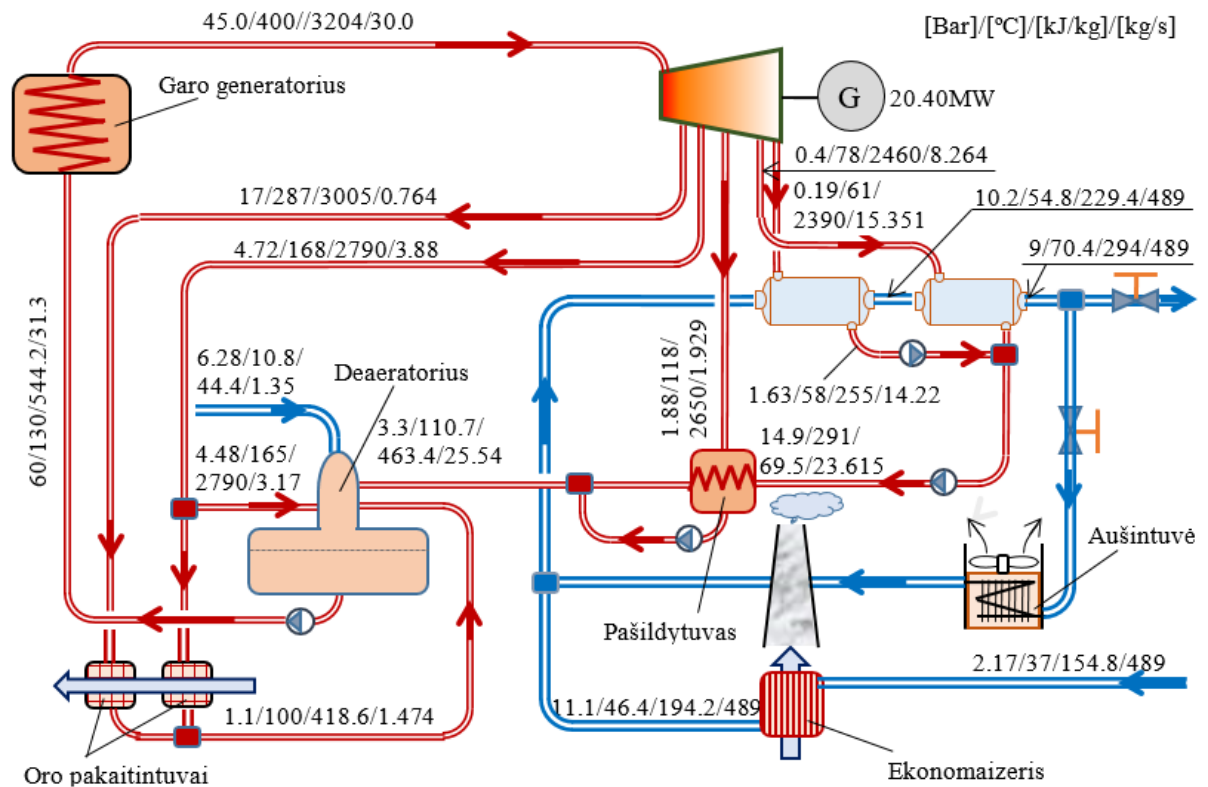 45.0/400//3204/30.0
[Bar]/[ºC]/[kJ/kg]/[kg/s]
Garo generatorius
G
20.40MW
0.4/78/2460/8.264
17/287/3005/0.764
0.19/61/
2390/15.351
10.2/54.8/229.4/489
4.72/168/2790/3.88
9/70.4/294/489
60/130/544.2/31.3
6.28/10.8/
44.4/1.35
Deaeratorius
1.88/118/
2650/1.929
1.63/58/255/14.22
3.3/110.7/
463.4/25.54
14.9/291/
69.5/23.615
4.48/165/
2790/3.17
Aušintuvė
Pašildytuvas
2.17/37/154.8/489
1.1/100/418.6/1.474
11.1/46.4/194.2/489
Oro pakaitintuvai
Ekonomaizeris